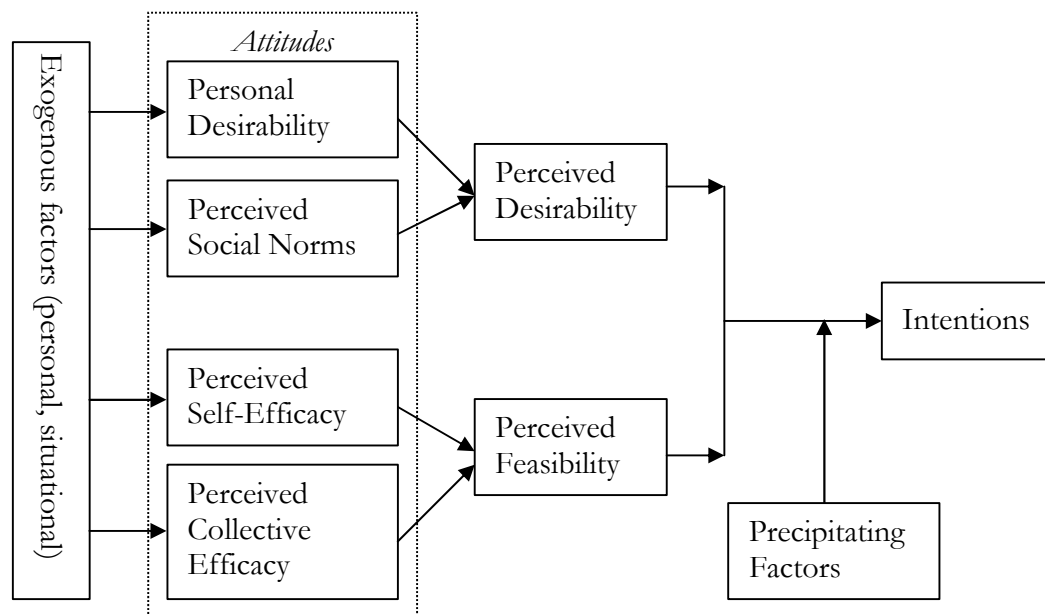 Exogenous factors (personal, situational)
Attitudes
Personal
Desirability
Perceived
Social Norms
Perceived
Self-Efficacy
Perceived
Collective
Efficacy
Perceived
Desirability
Perceived
Feasibility
Intentions
Precipitating
Factors